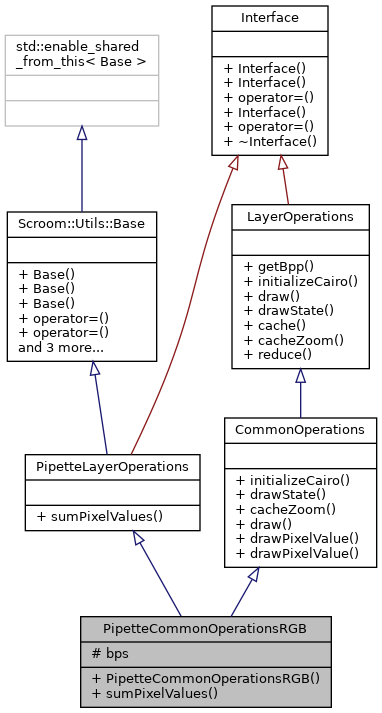 Interface
+ Interface()
+ Interface()
+ operator=()
+ Interface()
+ operator=()
+ ~Interface()
std::enable_shared
_from_this< Base >
Scroom::Utils::Base
+ Base()
+ Base()
+ Base()
+ operator=()
+ operator=()
and 3 more...
LayerOperations
+ getBpp()
+ initializeCairo()
+ draw()
+ drawState()
+ cache()
+ cacheZoom()
+ reduce()
PipetteLayerOperations
+ sumPixelValues()
CommonOperations
+ initializeCairo()
+ drawState()
+ cacheZoom()
+ draw()
+ drawPixelValue()
+ drawPixelValue()
PipetteCommonOperationsRGB
# bps
+ PipetteCommonOperationsRGB()
+ sumPixelValues()